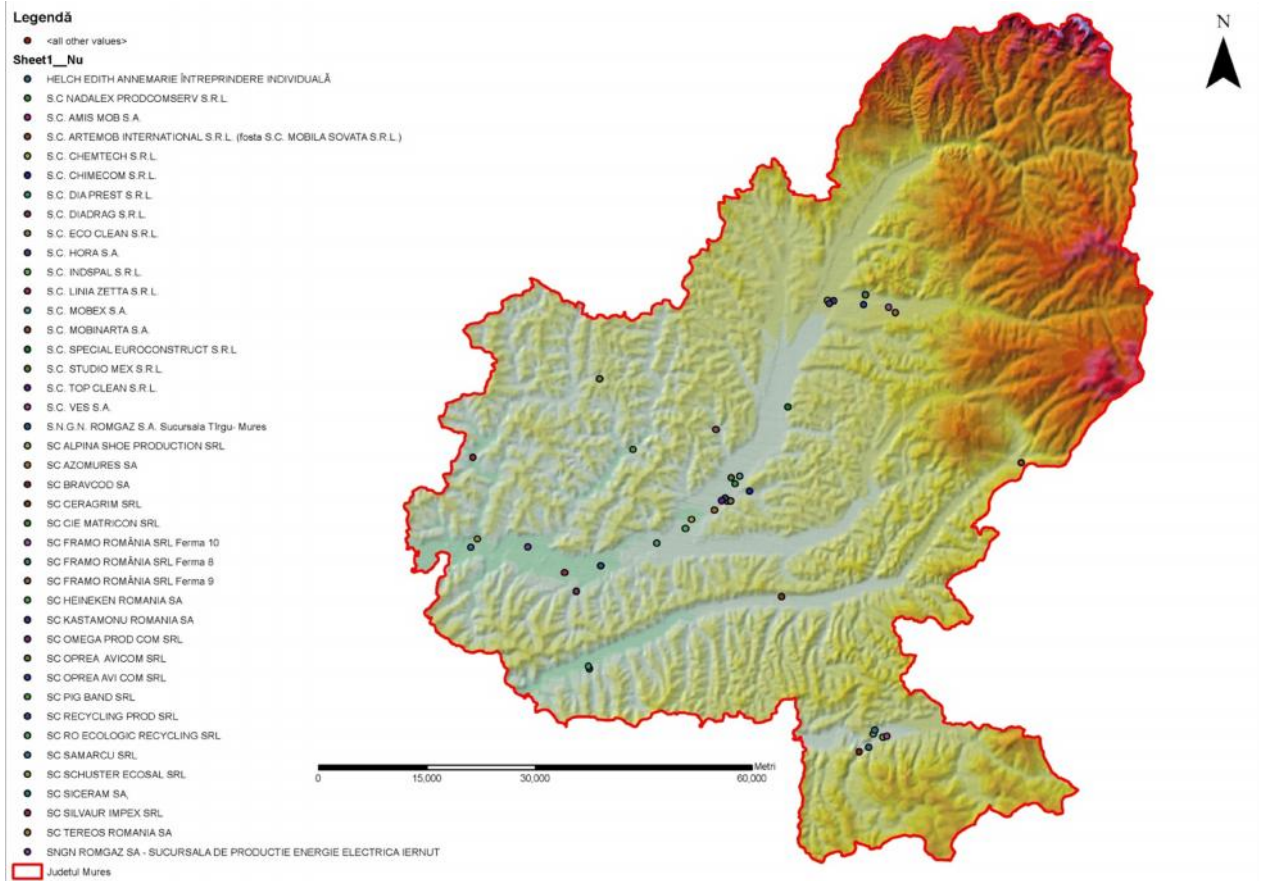 Legendă
<all other values>
Sheet1__Nu
HELCH EDITH ANNEMARIE ÎNTREPRINDERE INDIVIDUALĂ
S.C NADALEX PRODCOMSERV S.R.L.
S.C. AMIS MOB S.A.
S.C. ARTEMOB INTERNATIONAL S.R.L. (fosta S.C. MOBILA SOVATA S.R.L.)
S.C. CHEMTECH S.R.L.
S.C. CHIMECOM S.R.L.
S.C. DIA PREST S.R.L.
S.C. DIADRAG S.R.L.
S.C. ECO CLEAN S.R.L.
S.C. HORA S.A.
S.C. INDSPAL S.R.L.
S.C. LINIA ZETTA S.R.L.
S.C. MOBEX S.A.
S.C. MOBINARTA S.A.
S.C. SPECIAL EUROCONSTRUCT S.R.L
S.C. STUDIO MEX S.R.L.
S.C. TOP CLEAN S.R.L.
S.C. VES S.A.
S.N.G.N. ROMGAZ S.A. Sucursala Tîrgu- Mures
SC ALPINA SHOE PRODUCTION SRL
SC AZOMURES SA
SC BRAVCOD SA
SC CERAGRIM SRL
SC CIE MATRICON SRL
SC FRAMO ROMÂNIA SRL Ferma 10
SC FRAMO ROMÂNIA SRL Ferma 8
SC FRAMO ROMÂNIA SRL Ferma 9
SC HEINEKEN ROMANIA SA
SC KASTAMONU ROMANIA SA
SC OMEGA PROD COM SRL
SC OPREA AVICOM SRL
SC OPREA AVI COM SRL
SC PIG BAND SRL
SC RECYCLING PROD SRL
SC RO ECOLOGIC RECYCLING SRL
SC SAMARCU SRL
SC SCHUSTER ECOSAL SRL
SC SICERAM SA,
SC SILVAUR IMPEX SRL
SC TEREOS ROMANIA SA
SNGN ROMGAZ SA - SUCURSALA DE PRODUCTIE ENERGIE ELECTRICA IERNUT
Judetul Mures
N
Metri
0 15,000 30,000 60,000